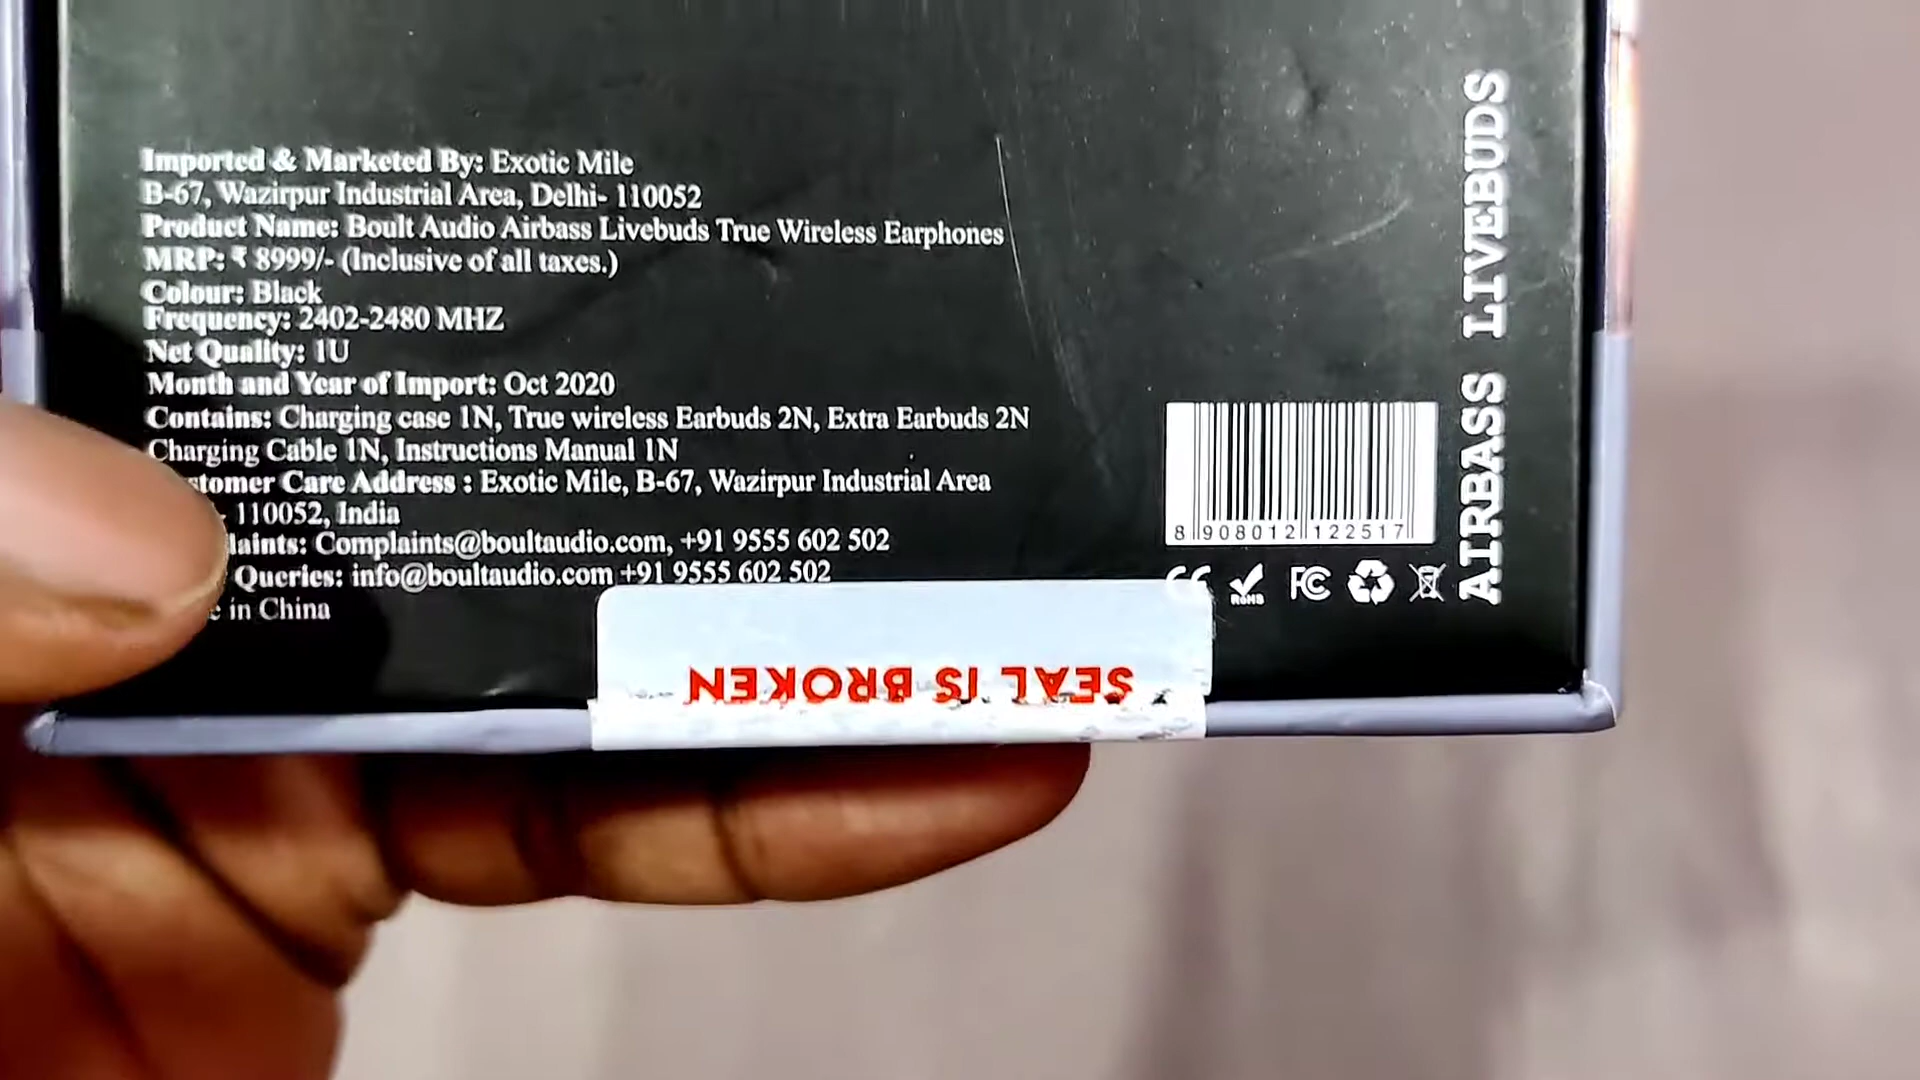 Imported & Marketed By: Exotic Mile
B-67, Wazirpur Industrial Area, Delhi- 110052
Product Name: Boult Audio Airbass Livebuds True Wireless Earphones
MRP: ₹ 8999/- (Inclusive of all taxes.)
Colour: Black
Frequency: 2402-2480 MHZ
Net Quality: 1U
Month and Year of Import: Oct 2020
Contains: Charging case 1N, True wireless Earbuds 2N, Extra Earbuds 2N
Charging Cable 1N, Instructions Manual 1N
Care Address : Exotic Mile, B-67, Wazirpur Industrial Area
110052, India
Complaints@boultaudio.com, +91 9555 602 502
Queries: info@boultaudio.com +91 9555 602 502
in China
8 908012 122517
CE RoHS FC
AIRBASS LIVEBUDS
SEAL IS BROKEN